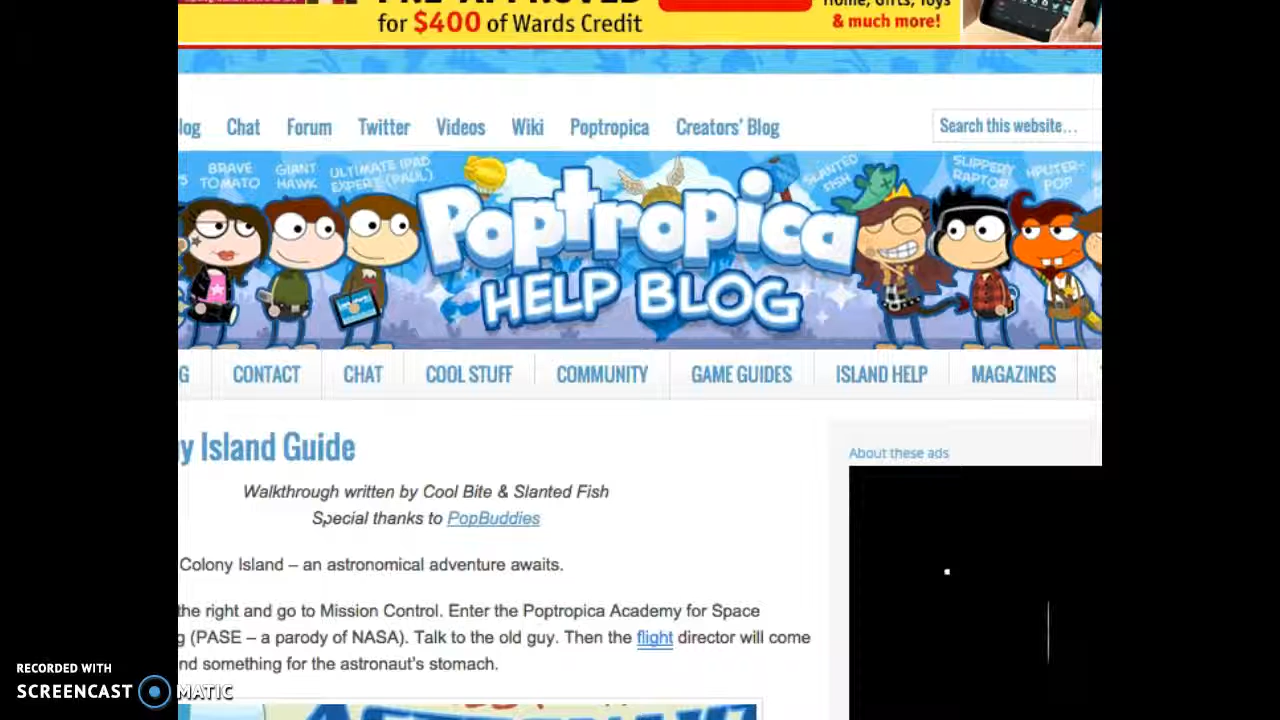 for $400 of Wards Credit
& much more!
log Chat Forum Twitter Videos Wiki Poptropica Creators' Blog
Search this website…
BRAVE TOMATO
GIANT HAWK
ULTIMATE IPAD EXPERT (PAUL)
SLANTED FISH
SLIPPERY RAPTOR
HPUTER-POP
Poptropica
HELP BLOG
G CONTACT CHAT COOL STUFF COMMUNITY GAME GUIDES ISLAND HELP MAGAZINES
y Island Guide
About these ads
Walkthrough written by Cool Bite & Slanted Fish
Special thanks to PopBuddies
Colony Island – an astronomical adventure awaits.
the right and go to Mission Control. Enter the Poptropica Academy for Space
g (PASE – a parody of NASA). Talk to the old guy. Then the flight director will come
nd something for the astronaut's stomach.
RECORDED WITH
SCREENCAST MATIC